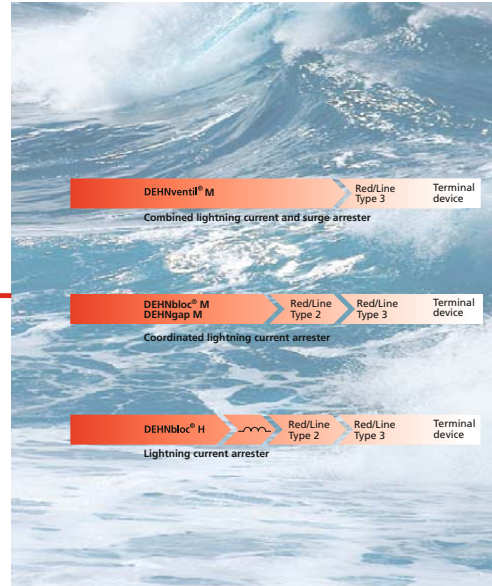 DEHNventil® M
Red/Line
Type 3
Terminal
device
Combined lightning current and surge arrester
DEHNbloc® M
DEHNgap M
Red/Line
Type 2
Red/Line
Type 3
Terminal
device
Coordinated lightning current arrester
DEHNbloc® H
Red/Line
Type 2
Red/Line
Type 3
Terminal
device
Lightning current arrester